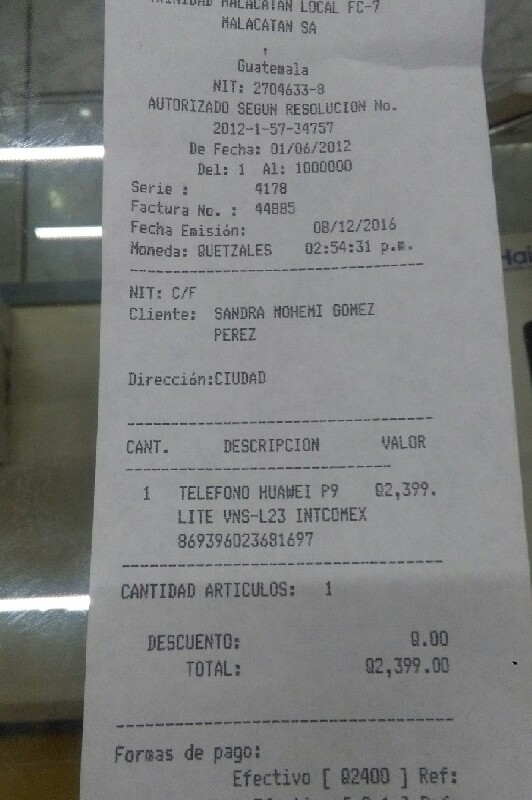 TRINIDAD MALACATAN LOCAL FC-7
MALACATAN SA
,
Guatemala
NIT: 2704633-8
AUTORIZADO SEGUN RESOLUCION No.
2012-1-57-34757
De Fecha: 01/06/2012
Del: 1 Al: 1000000
Serie : 4178
Factura No. : 44885
Fecha Emisión: 08/12/2016
Moneda: QUETZALES 02:54:31 p.m.
NIT: C/F
Cliente: SANDRA NOHEMI GOMEZ
PEREZ
Dirección:CIUDAD
CANT. DESCRIPCION VALOR
1 TELEFONO HUAWEI P9 Q2,399.
LITE VNS-L23 INTCOMEX
869396023681697
CANTIDAD ARTICULOS: 1
DESCUENTO: Q.00
TOTAL: Q2,399.00
Formas de pago:
Efectivo [ Q2400 ] Ref: